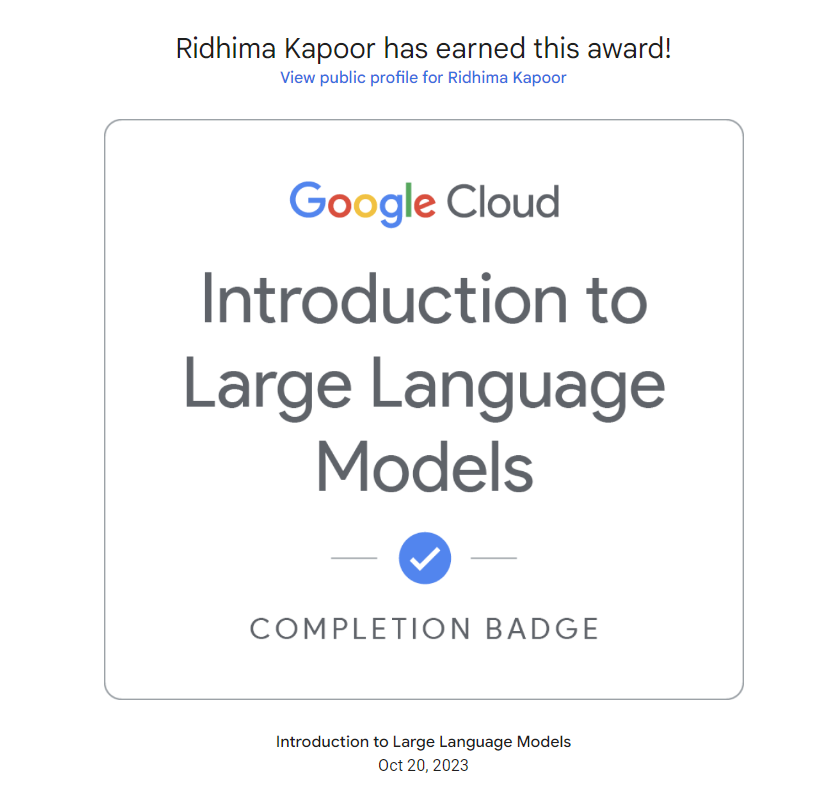 Ridhima Kapoor has earned this award!
View public profile for Ridhima Kapoor
Google Cloud
Introduction to
Large Language
Models
COMPLETION BADGE
Introduction to Large Language Models
Oct 20, 2023